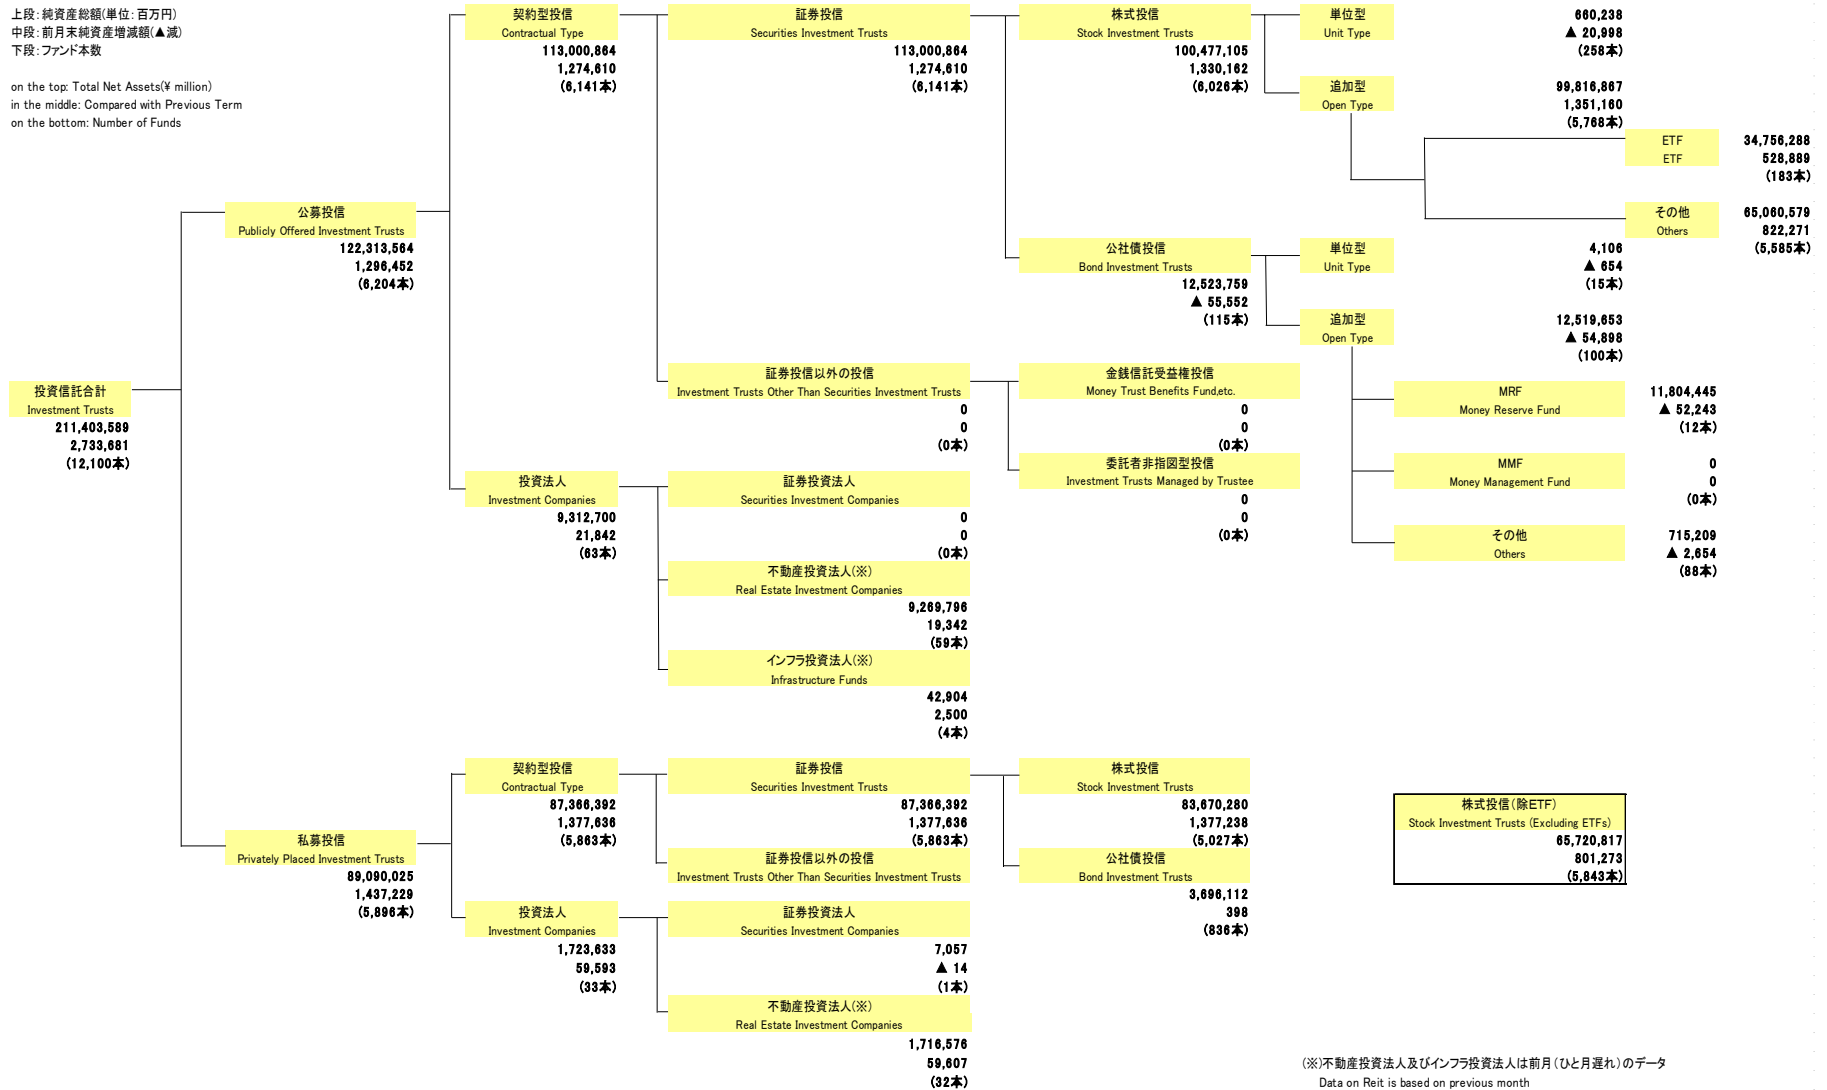 上段：純資産総額(単位：百万円)
中段：前月末純資産増減額(▲減)
下段：ファンド本数
on the top: Total Net Assets(¥ million)
in the middle: Compared with Previous Term
on the bottom: Number of Funds
投資信託合計
Investment Trusts
211,403,589
2,733,681
(12,100本)
公募投信
Publicly Offered Investment Trusts
122,313,564
1,296,452
(6,204本)
契約型投信
Contractual Type
113,000,864
1,274,610
(6,141本)
証券投信
Securities Investment Trusts
113,000,864
1,274,610
(6,141本)
株式投信
Stock Investment Trusts
100,477,105
1,330,162
(6,026本)
単位型
Unit Type
660,238
▲ 20,998
(258本)
追加型
Open Type
99,816,867
1,351,160
(5,768本)
ETF
ETF
34,756,288
528,889
(183本)
その他
Others
65,060,579
822,271
(5,585本)
公社債投信
Bond Investment Trusts
12,523,759
▲ 55,552
(115本)
単位型
Unit Type
4,106
▲ 654
(15本)
追加型
Open Type
12,519,653
▲ 54,898
(100本)
MRF
Money Reserve Fund
11,804,445
▲ 52,243
(12本)
MMF
Money Management Fund
0
0
(0本)
その他
Others
715,209
▲ 2,654
(88本)
証券投信以外の投信
Investment Trusts Other Than Securities Investment Trusts
0
0
(0本)
金銭信託受益権投信
Money Trust Benefits Fund,etc.
0
0
(0本)
委託者非指図型投信
Investment Trusts Managed by Trustee
0
0
(0本)
投資法人
Investment Companies
9,312,700
21,842
(63本)
証券投資法人
Securities Investment Companies
0
0
(0本)
不動産投資法人(※)
Real Estate Investment Companies
9,269,796
19,342
(59本)
インフラ投資法人(※)
Infrastructure Funds
42,904
2,500
(4本)
私募投信
Privately Placed Investment Trusts
89,090,025
1,437,229
(5,896本)
契約型投信
Contractual Type
87,366,392
1,377,636
(5,863本)
証券投信
Securities Investment Trusts
87,366,392
1,377,636
(5,863本)
株式投信
Stock Investment Trusts
83,670,280
1,377,238
(5,027本)
公社債投信
Bond Investment Trusts
3,696,112
398
(836本)
証券投信以外の投信
Investment Trusts Other Than Securities Investment Trusts
投資法人
Investment Companies
1,723,633
59,593
(33本)
証券投資法人
Securities Investment Companies
7,057
▲ 14
(1本)
不動産投資法人(※)
Real Estate Investment Companies
1,716,576
59,607
(32本)
株式投信(除ETF)
Stock Investment Trusts (Excluding ETFs)
65,720,817
801,273
(5,843本)
(※)不動産投資法人及びインフラ投資法人は前月(ひと月遅れ)のデータ
Data on Reit is based on previous month